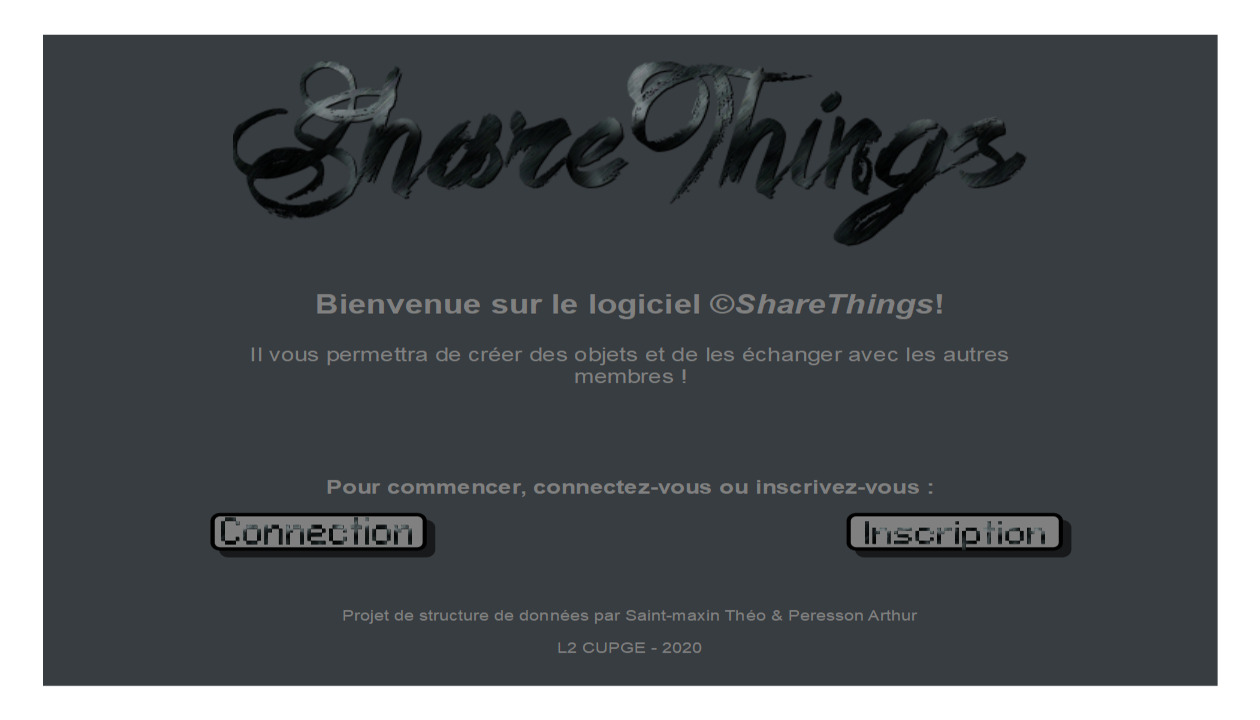 ShareThings
Bienvenue sur le logiciel ©ShareThings!
Il vous permettra de créer des objets et de les échanger avec les autres
membres !
Pour commencer, connectez-vous ou inscrivez-vous :
Connection
Inscription
Projet de structure de données par Saint-maxin Théo & Peresson Arthur
L2 CUPGE - 2020